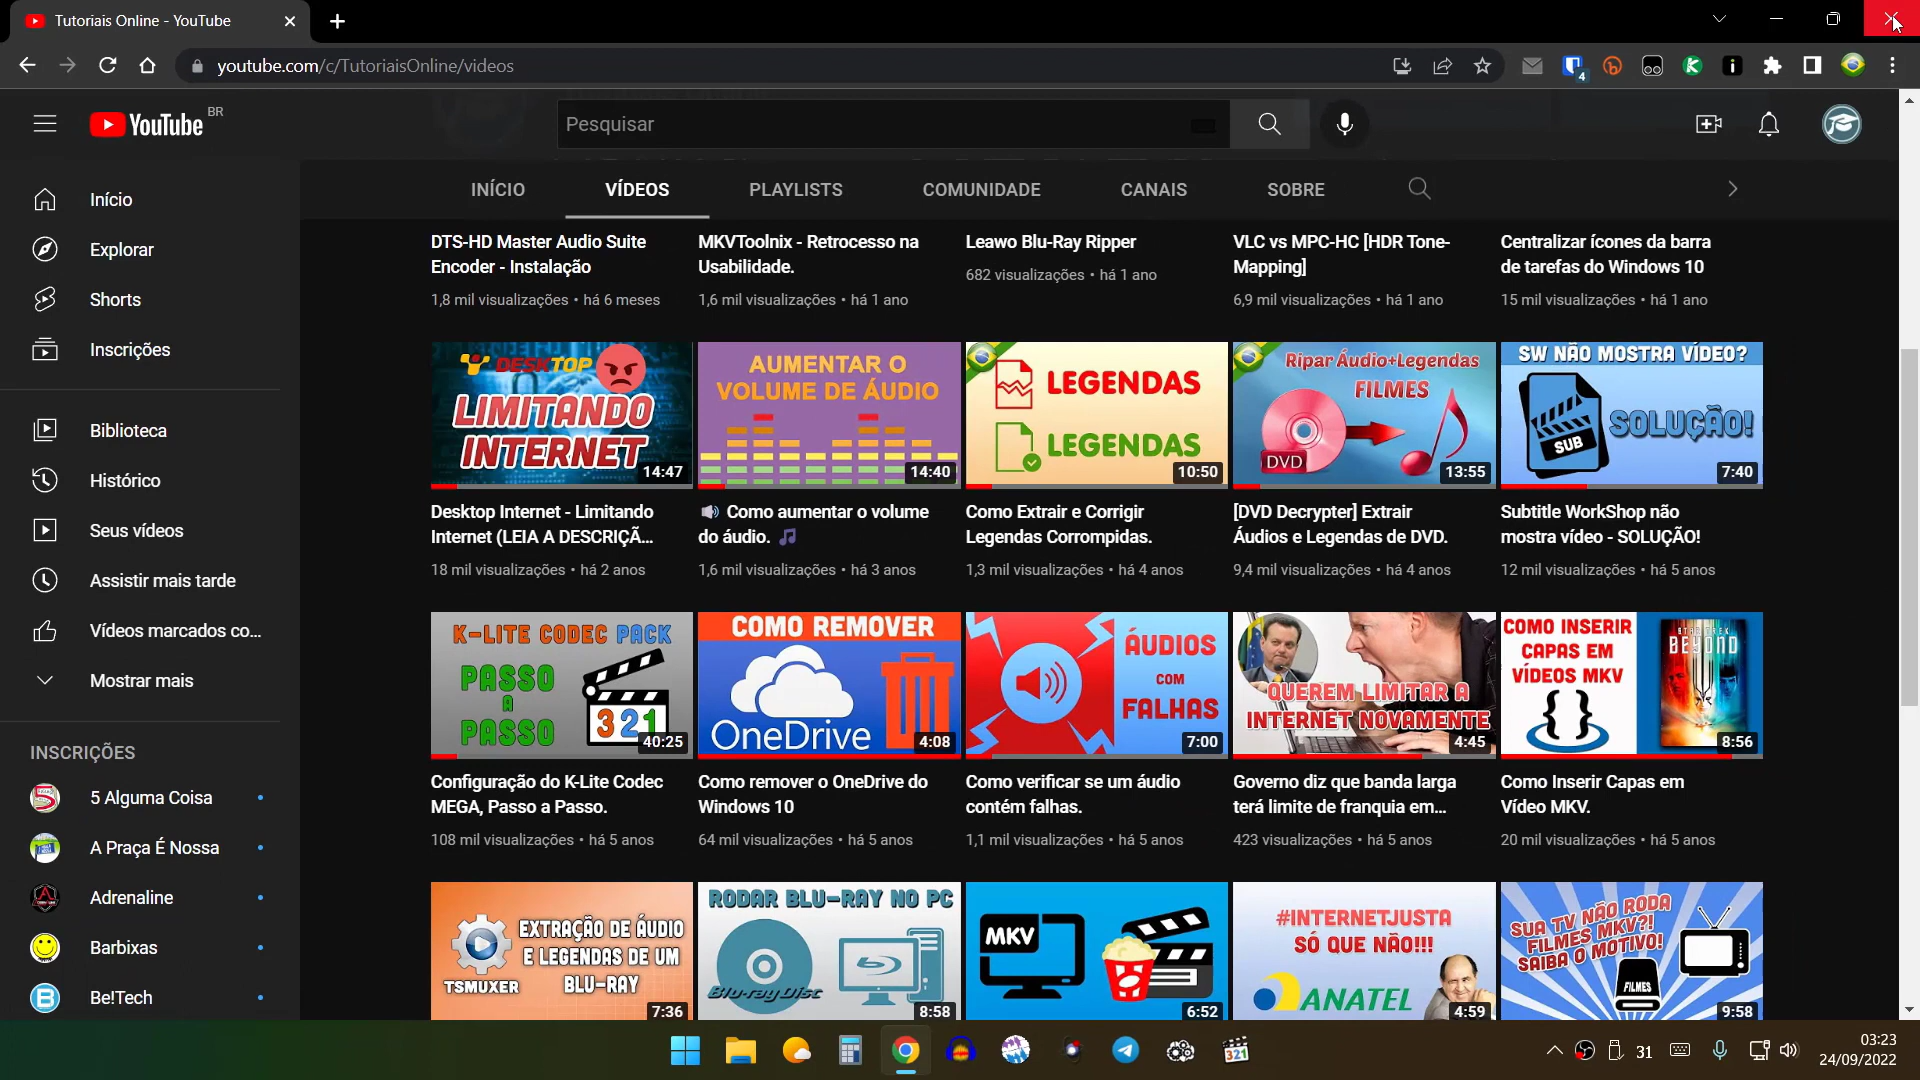 Tutoriais Online - YouTube
youtube.com/c/TutoriaisOnline/videos
4
YouTube BR
Pesquisar
INÍCIO
VÍDEOS
PLAYLISTS
COMUNIDADE
CANAIS
SOBRE
Início
Explorar
Shorts
Inscrições
Biblioteca
Histórico
Seus vídeos
Assistir mais tarde
Vídeos marcados co...
Mostrar mais
INSCRIÇÕES
5 Alguma Coisa
A Praça É Nossa
Adrenaline
Barbixas
Be!Tech
DTS-HD Master Audio Suite
Encoder - Instalação
1,8 mil visualizações • há 6 meses
MKVToolnix - Retrocesso na
Usabilidade.
1,6 mil visualizações • há 1 ano
Leawo Blu-Ray Ripper
682 visualizações • há 1 ano
VLC vs MPC-HC [HDR Tone-
Mapping]
6,9 mil visualizações • há 1 ano
Centralizar ícones da barra
de tarefas do Windows 10
15 mil visualizações • há 1 ano
DESKTOP
LIMITANDO
INTERNET
14:47
Desktop Internet - Limitando
Internet (LEIA A DESCRIÇÃ...
18 mil visualizações • há 2 anos
AUMENTAR O
VOLUME DE ÁUDIO
14:40
🔊 Como aumentar o volume
do áudio. 🎵
1,6 mil visualizações • há 3 anos
LEGENDAS
LEGENDAS
10:50
Como Extrair e Corrigir
Legendas Corrompidas.
1,3 mil visualizações • há 4 anos
Ripar Áudio+Legendas
FILMES
DVD
13:55
[DVD Decrypter] Extrair
Áudios e Legendas de DVD.
9,4 mil visualizações • há 4 anos
SW NÃO MOSTRA VÍDEO?
SOLUÇÃO!
SUB
7:40
Subtitle WorkShop não
mostra vídeo - SOLUÇÃO!
12 mil visualizações • há 5 anos
K-LITE CODEC PACK
PASSO
A
PASSO
321
40:25
Configuração do K-Lite Codec
MEGA, Passo a Passo.
108 mil visualizações • há 5 anos
COMO REMOVER
OneDrive
4:08
Como remover o OneDrive do
Windows 10
64 mil visualizações • há 5 anos
ÁUDIOS
COM
FALHAS
7:00
Como verificar se um áudio
contém falhas.
1,1 mil visualizações • há 5 anos
QUEREM LIMITAR A
INTERNET NOVAMENTE
4:45
Governo diz que banda larga
terá limite de franquia em...
423 visualizações • há 5 anos
COMO INSERIR
CAPAS EM
VÍDEOS MKV
STAR TREK
BEYOND
8:56
Como Inserir Capas em
Vídeo MKV.
20 mil visualizações • há 5 anos
EXTRAÇÃO DE ÁUDIO
E LEGENDAS DE UM
BLU-RAY
TSMUXER
7:36
RODAR BLU-RAY NO PC
Blu-ray Disc
8:58
MKV
6:52
#INTERNETJUSTA
SÓ QUE NÃO!!!
ANATEL
4:59
SUA TV NÃO RODA
FILMES MKV?!
SAIBA O MOTIVO!
FILMES
9:58
321
31
03:23
24/09/2022